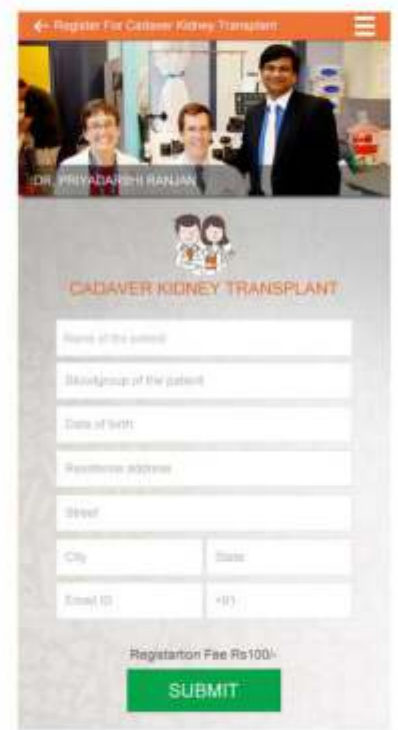 Register For Cadaver Kidney Transplant
DR. PRIYADARSHI RANJAN
CADAVER KIDNEY TRANSPLANT
Name of the patient
Bloodgroup of the patient
Date of birth
Residental address
Street
City
State
Email ID
+91
Registartion Fee Rs100/-
SUBMIT